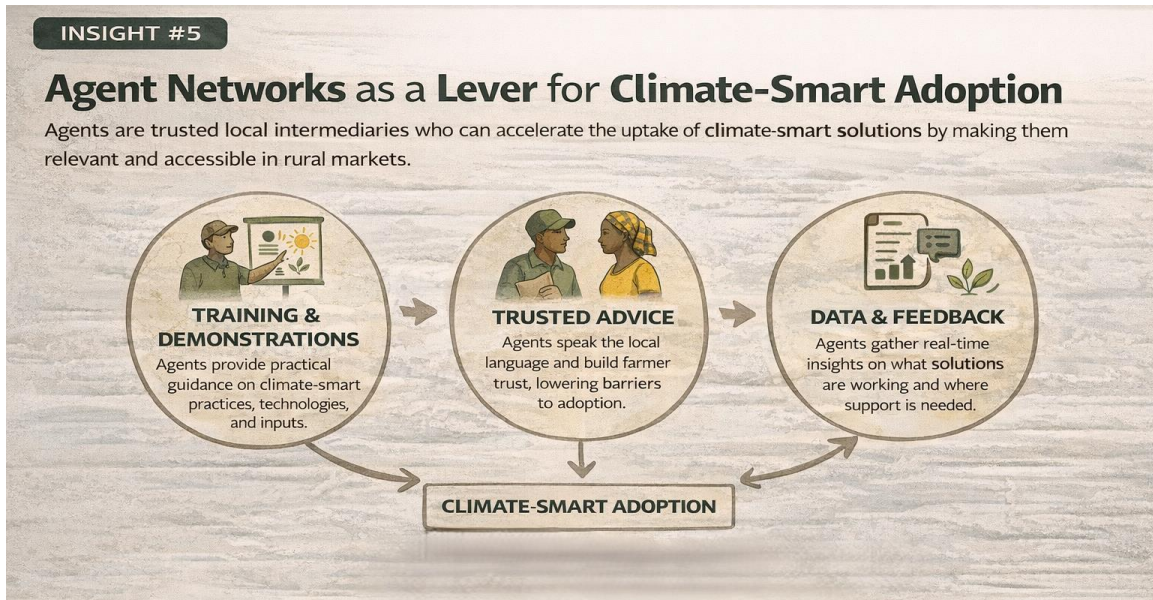 INSIGHT #5
Agent Networks as a Lever for Climate-Smart Adoption
Agents are trusted local intermediaries who can accelerate the uptake of climate-smart solutions by making them
relevant and accessible in rural markets.
TRAINING &
DEMONSTRATIONS
Agents provide practical
guidance on climate-smart
practices, technologies,
and inputs.
TRUSTED ADVICE
Agents speak the local
language and build farmer
trust, lowering barriers
to adoption.
DATA & FEEDBACK
Agents gather real-time
insights on what solutions
are working and where
support is needed.
CLIMATE-SMART ADOPTION